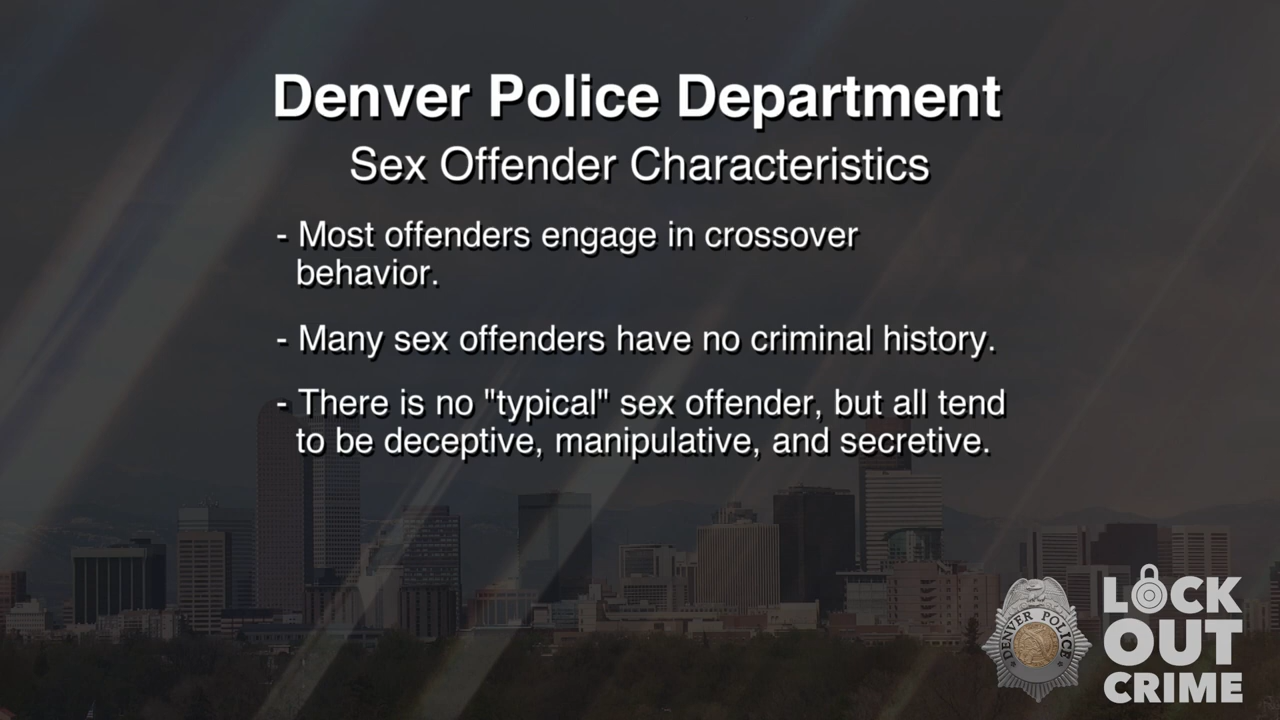 Denver Police Department
Sex Offender Characteristics
- Most offenders engage in crossover
behavior.
- Many sex offenders have no criminal history.
- There is no "typical" sex offender, but all tend
to be deceptive, manipulative, and secretive.
DENVER POLICE
LOCK
OUT
CRIME